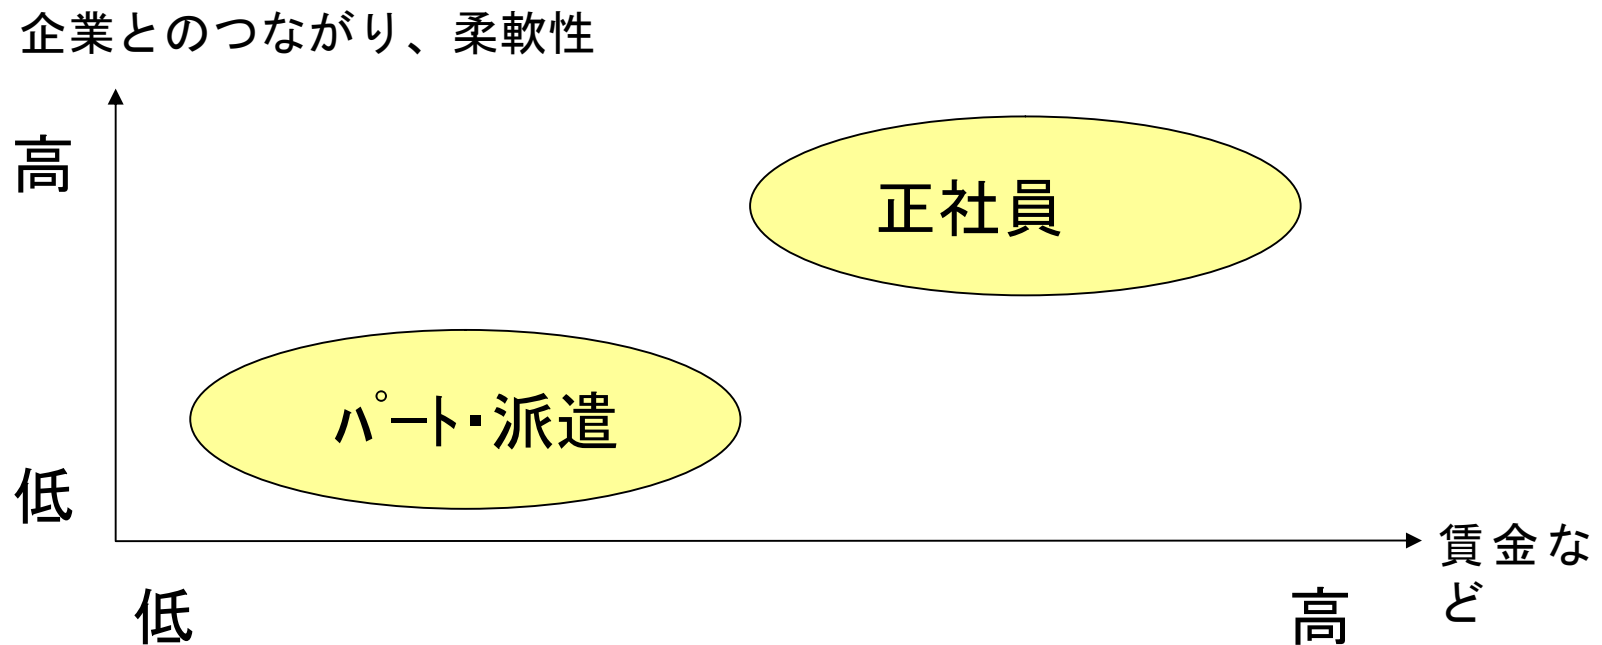 企業とのつながり、柔軟性
高
正社員
ﾊﾟｰﾄ･派遣
低
賃金な
ど
低
高